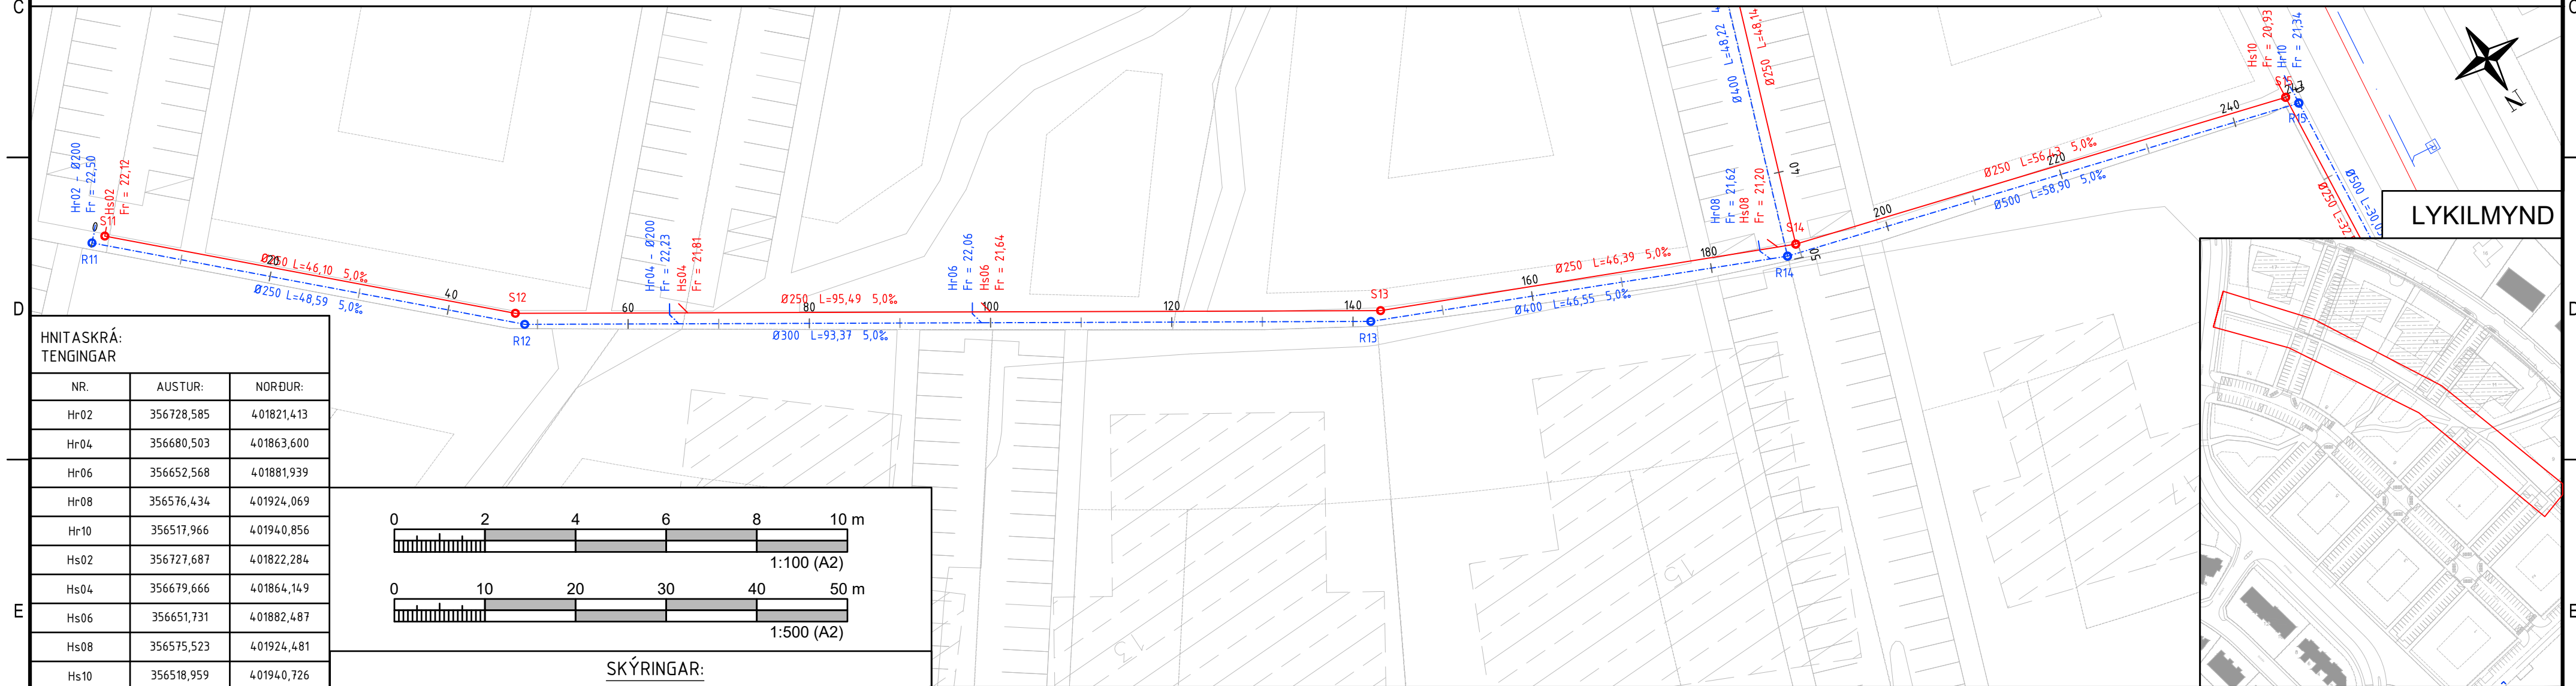 C
Hr02 - Ø200
Fr = 22,50
Hs02
Fr = 22,12
S11
0
R11
Ø250 L=46,10 5,0‰
20
Ø250 L=48,59 5,0‰
40
S12
R12
60
Hr04 - Ø200
Fr = 22,23
Hs04
Fr = 21,81
Ø250 L=95,49 5,0‰
80
Ø300 L=93,37 5,0‰
Hr06
Fr = 22,06
Hs06
Fr = 21,64
100
120
140
S13
R13
160
Ø250 L=46,39 5,0‰
Ø400 L=46,55 5,0‰
180
Hr08
Fr = 21,62
Hs08
Fr = 21,20
Ø400 L=48,22
Ø250 L=48,14
40
S14
R14
50
200
Ø250 L=56,43 5,0‰
220
Ø500 L=58,90 5,0‰
240
Hs10
Fr = 20,93
Hr10
Fr = 21,34
S15
R15
Ø500 L=30,0
Ø250 L=32,
N
LYKILMYND
D
HNITASKRÁ:
TENGINGAR
NR. AUSTUR: NORÐUR:
Hr02 356728,585 401821,413
Hr04 356680,503 401863,600
Hr06 356652,568 401881,939
Hr08 356576,434 401924,069
Hr10 356517,966 401940,856
Hs02 356727,687 401822,284
Hs04 356679,666 401864,149
Hs06 356651,731 401882,487
Hs08 356575,523 401924,481
Hs10 356518,959 401940,726
0 2 4 6 8 10 m
1:100 (A2)
0 10 20 30 40 50 m
1:500 (A2)
SKÝRINGAR:
13
15
17
E